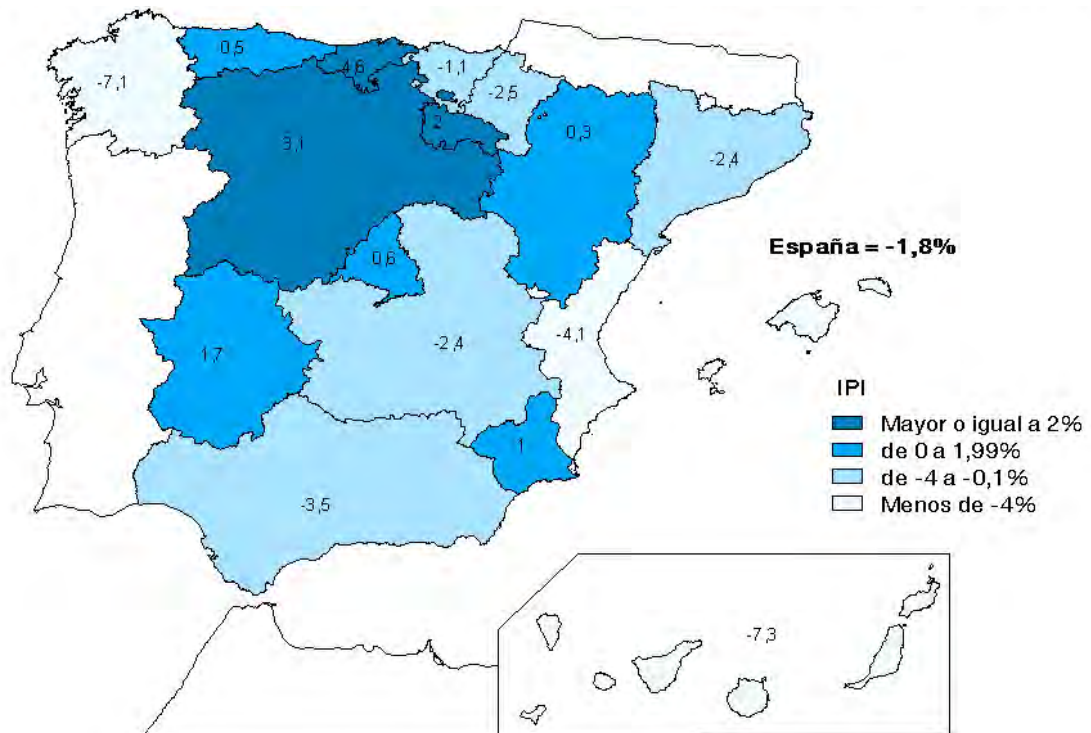 0,5
4,6
-1,1
-7,1
-2,5
2
0,3
3,1
-2,4
España = -1,8%
0,6
-4,1
-2,4
1,7
IPI
Mayor o igual a 2%
1
de 0 a 1,99%
de -4 a -0,1%
-3,5
Menos de -4%
-7,3